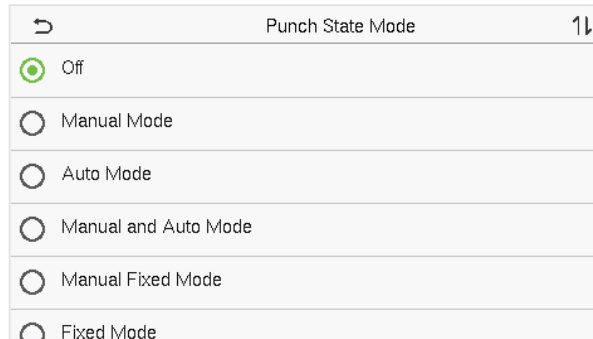 Punch State Mode
Off
Manual Mode
Auto Mode
Manual and Auto Mode
Manual Fixed Mode
Fixed Mode